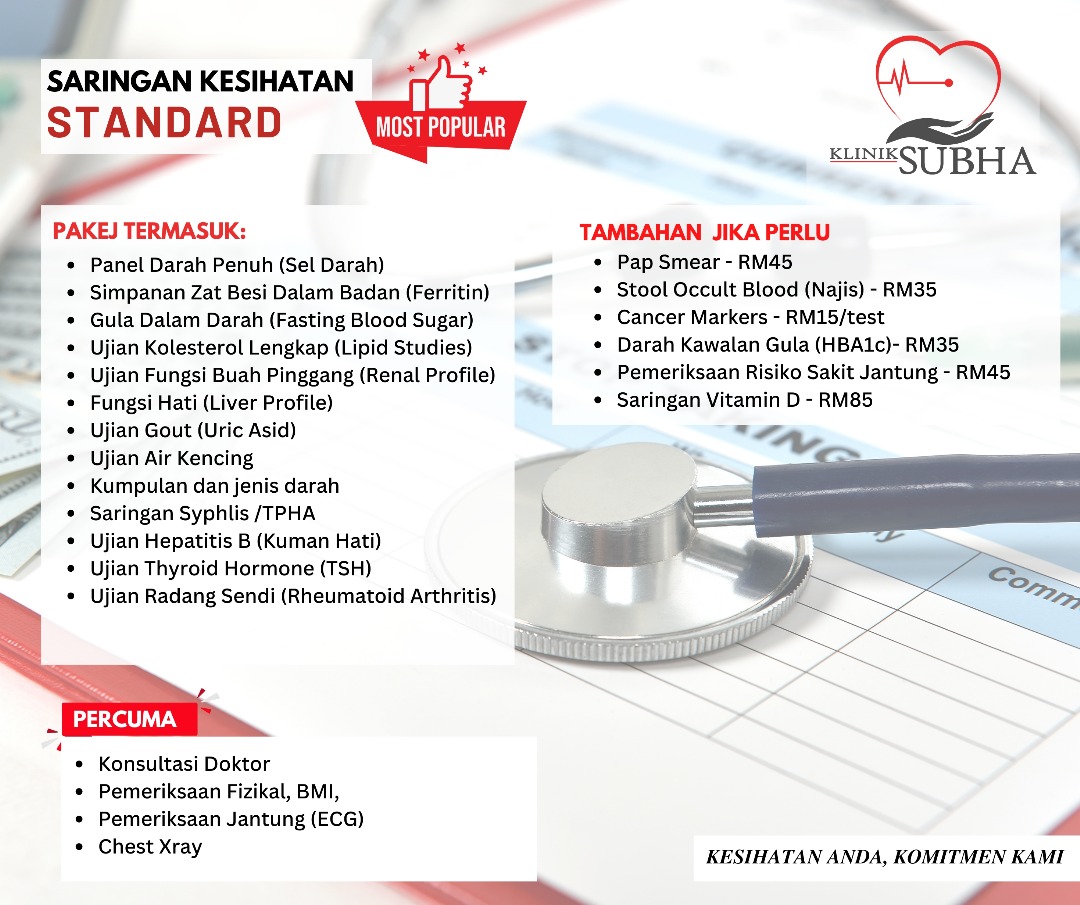 SARINGAN KESIHATAN
STANDARD
MOST POPULAR
KLINIK SUBHA
PAKEJ TERMASUK:
• Panel Darah Penuh (Sel Darah)
• Simpanan Zat Besi Dalam Badan (Ferritin)
• Gula Dalam Darah (Fasting Blood Sugar)
• Ujian Kolesterol Lengkap (Lipid Studies)
• Ujian Fungsi Buah Pinggang (Renal Profile)
• Fungsi Hati (Liver Profile)
• Ujian Gout (Uric Asid)
• Ujian Air Kencing
• Kumpulan dan jenis darah
• Saringan Syphlis /TPHA
• Ujian Hepatitis B (Kuman Hati)
• Ujian Thyroid Hormone (TSH)
• Ujian Radang Sendi (Rheumatoid Arthritis)
TAMBAHAN JIKA PERLU
• Pap Smear - RM45
• Stool Occult Blood (Najis) - RM35
• Cancer Markers - RM15/test
• Darah Kawalan Gula (HBA1c)- RM35
• Pemeriksaan Risiko Sakit Jantung - RM45
• Saringan Vitamin D - RM85
Comm
PERCUMA
• Konsultasi Doktor
• Pemeriksaan Fizikal, BMI,
• Pemeriksaan Jantung (ECG)
• Chest Xray
KESIHATAN ANDA, KOMITMEN KAMI